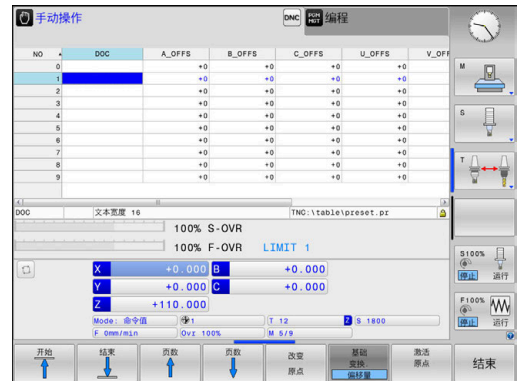 手动操作 DNC PGM MGT 编程
NO DOC A_OFFS B_OFFS C_OFFS U_OFFS V_OFF
0 +0 +0 +0 +0
1 +0 +0 +0 +0
2 +0 +0 +0 +0
3 +0 +0 +0 +0
4 +0 +0 +0 +0
5 +0 +0 +0 +0
6 +0 +0 +0 +0
7 +0 +0 +0 +0
8 +0 +0 +0 +0
9 +0 +0 +0 +0
DOC 文本宽度 16 TNC:\table\preset.pr
100% S-OVR
100% F-OVR LIMIT 1
X +0.000 B +0.000
Y +0.000 C +0.000
Z +110.000
Mode: 命令值 1 T 12 Z S 1800
F 0mm/min Ovr 100% M 5/9
M
S
T
S100%
停止 运行
F100%
停止 运行
开始 结束 页数 页数 改变 原点 基础 变换. 偏移量 激活 原点 结束